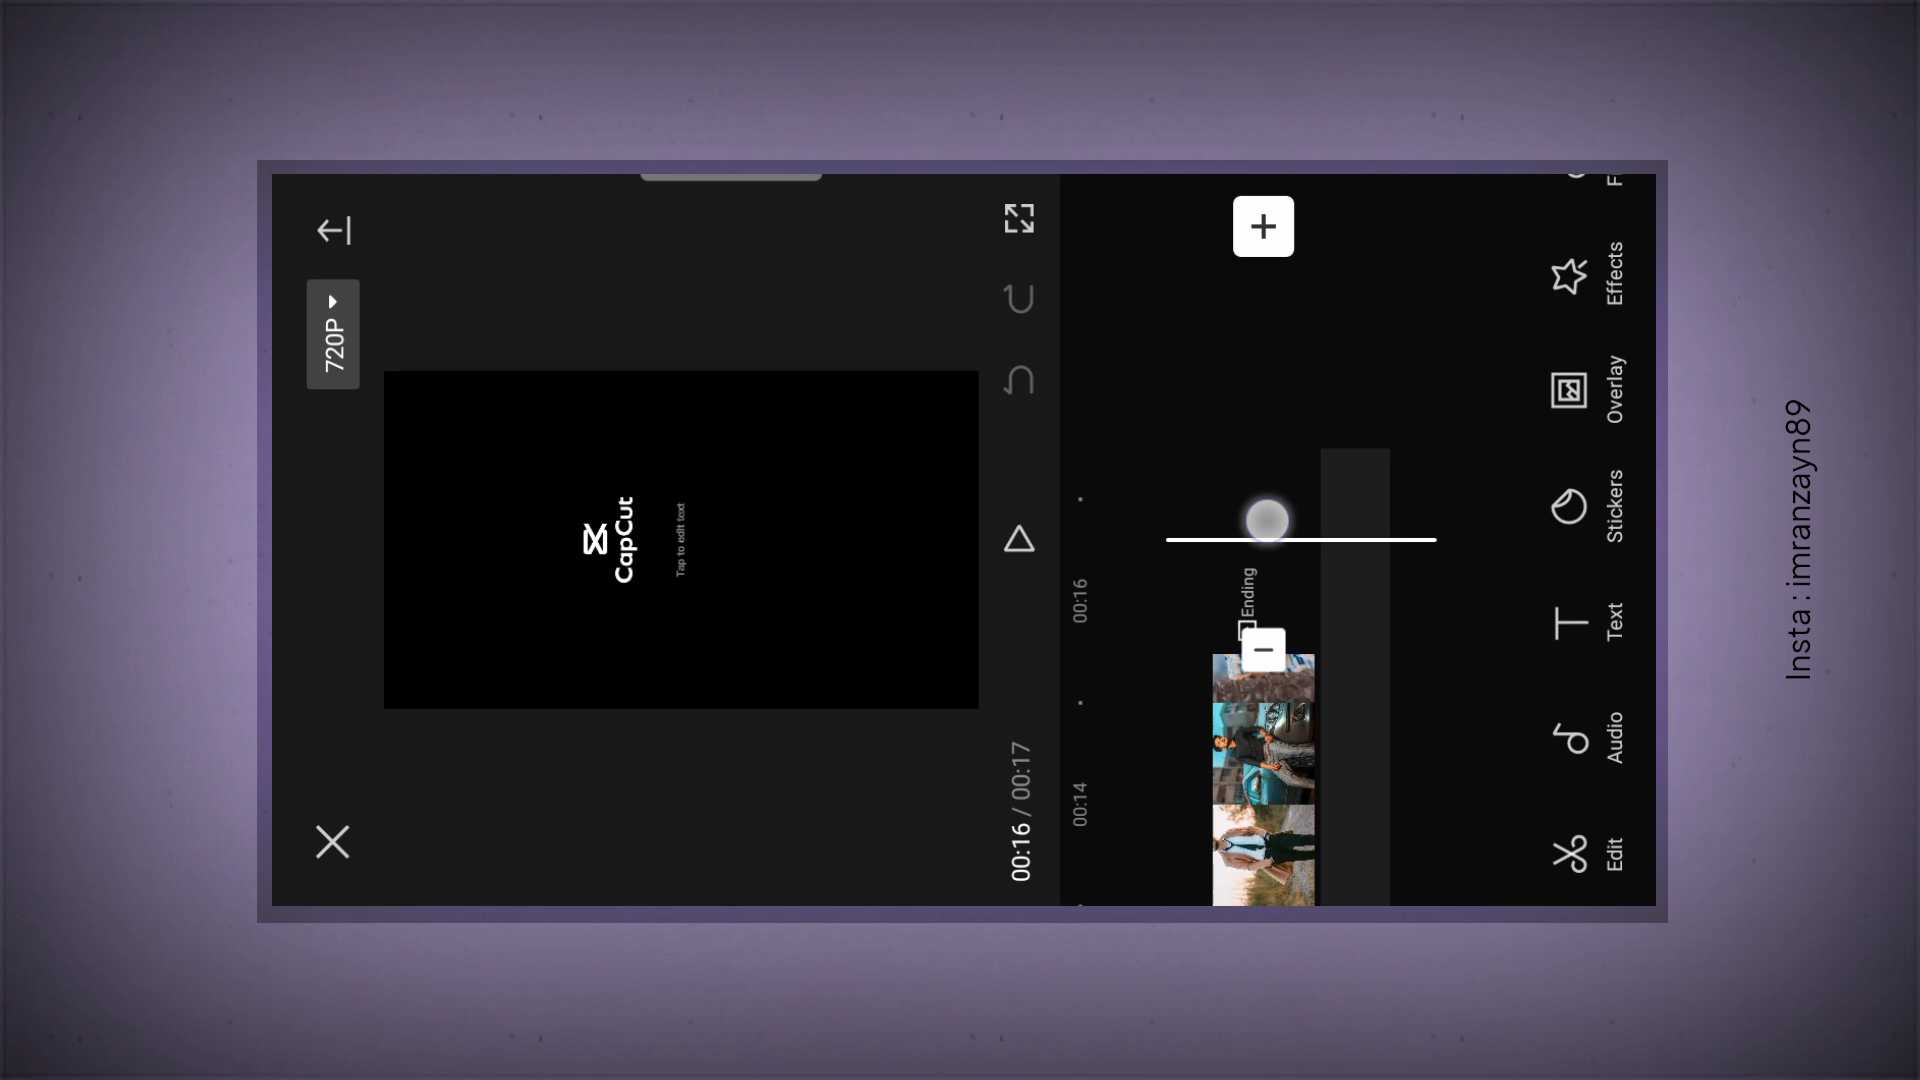 720P
CapCut
Tap to edit text
00:16 / 00:17
00:14
00:16
Ending
Edit
Audio
Text
Stickers
Overlay
Effects
Insta : imranzayn89